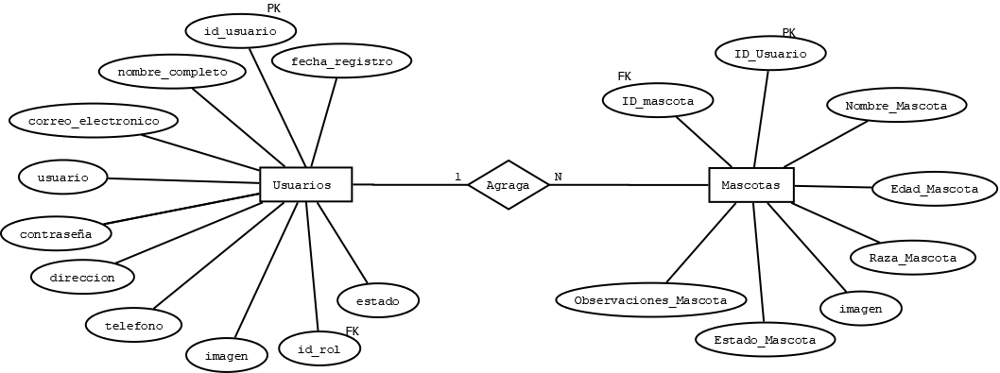 PK
id_usuario
fecha_registro
nombre_completo
correo_electronico
usuario
Usuarios
contraseña
direccion
telefono
imagen
id_rol
FK
estado
1
Agraga
N
PK
ID_Usuario
FK
ID_mascota
Nombre_Mascota
Mascotas
Edad_Mascota
Raza_Mascota
imagen
Observaciones_Mascota
Estado_Mascota